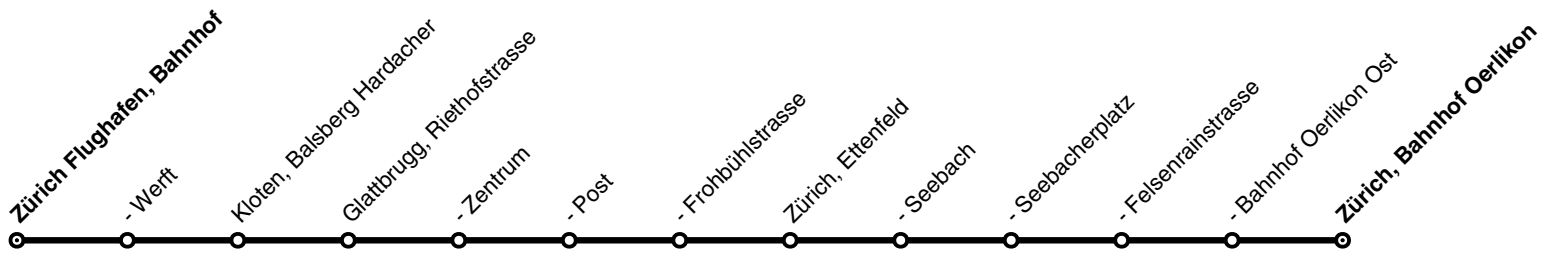 Zürich Flughafen, Bahnhof
- Werft
Kloten, Balsberg Hardacher
Glattbrugg, Riethofstrasse
- Zentrum
- Post
- Frohbühlstrasse
Zürich, Ettenfeld
- Seebach
- Seebacherplatz
- Felsenrainstrasse
- Bahnhof Oerlikon Ost
Zürich, Bahnhof Oerlikon